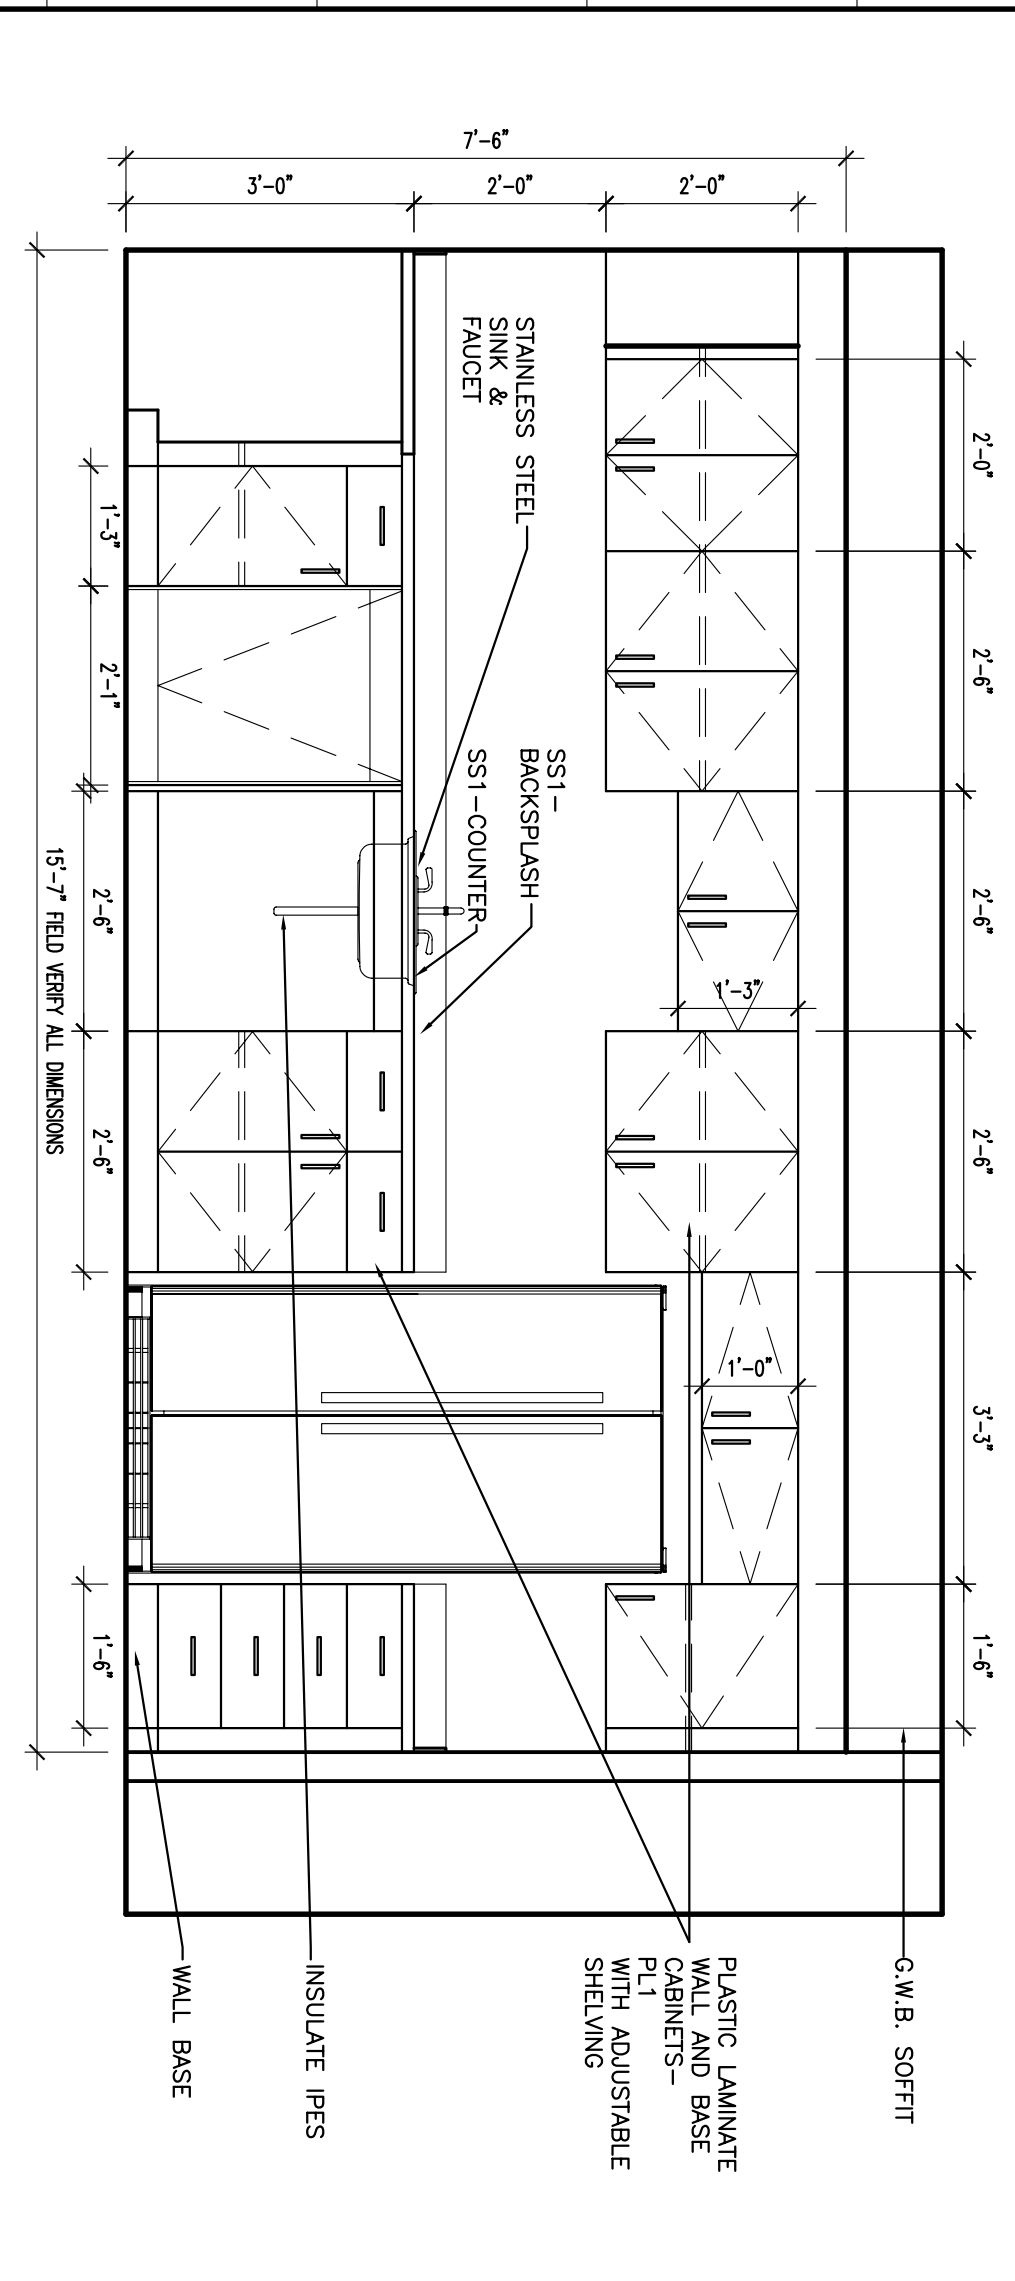 2'-0"
2'-6"
2'-6"
2'-6"
3'-3"
1'-6"
G.W.B. SOFFIT
7'-6"
2'-0"
2'-0"
3'-0"
1'-3"
1'-0"
PLASTIC LAMINATE
WALL AND BASE
CABINETS-
PL1
WITH ADJUSTABLE
SHELVING
SS1-
BACKSPLASH
STAINLESS STEEL
SINK &
FAUCET
SS1-COUNTER
INSULATE IPES
WALL BASE
1'-3"
2'-1"
2'-6"
2'-6"
1'-6"
15'-7" FIELD VERIFY ALL DIMENSIONS